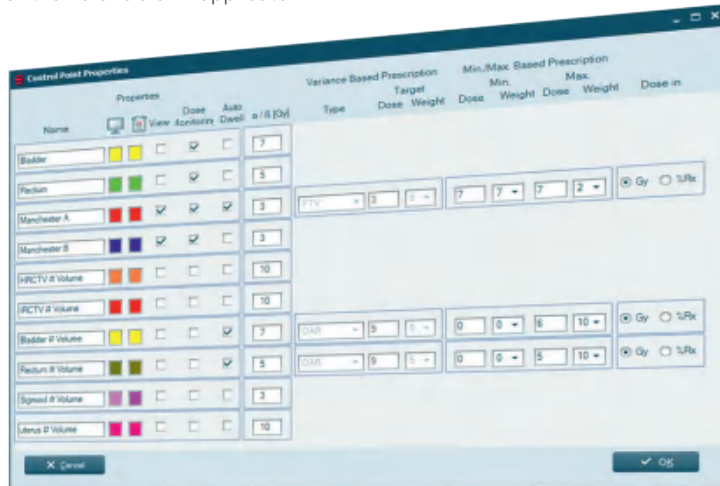 Control Point Properties
Properties
Variance Based Prescription
Min./Max. Based Prescription
Target
Min.
Max.
Name View Dose Monitoring Auto Dwell α / β [Gy] Type Dose Weight Dose Weight Dose Weight Dose in
Bladder 7
Rectum 5
Manchester A 3 PTV 3 5 7 7 7 2 Gy %Rx
Manchester B 3
HRCTV # Volume 10
IRCTV # Volume 10
Bladder # Volume 7 OAR 9 5 0 0 6 10 Gy %Rx
Rectum # Volume 5 OAR 9 5 0 0 5 10 Gy %Rx
Sigmoid # Volume 3
uterus # Volume 10
Cancel OK